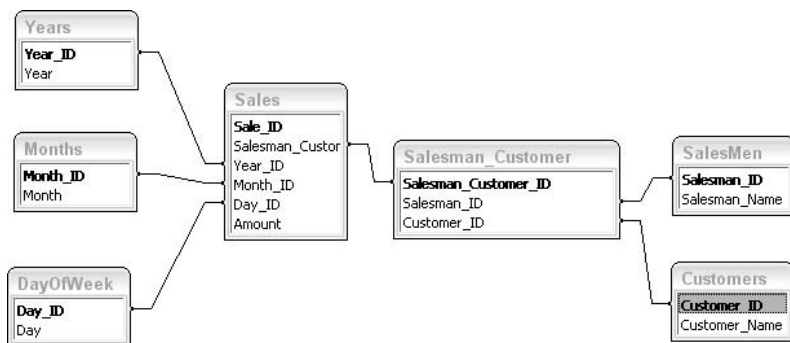 Years
Year_ID
Year
Months
Month_ID
Month
DayOfWeek
Day_ID
Day
Sales
Sale_ID
Salesman_Custor
Year_ID
Month_ID
Day_ID
Amount
Salesman_Customer
Salesman_Customer_ID
Salesman_ID
Customer_ID
SalesMen
Salesman_ID
Salesman_Name
Customers
Customer_ID
Customer_Name